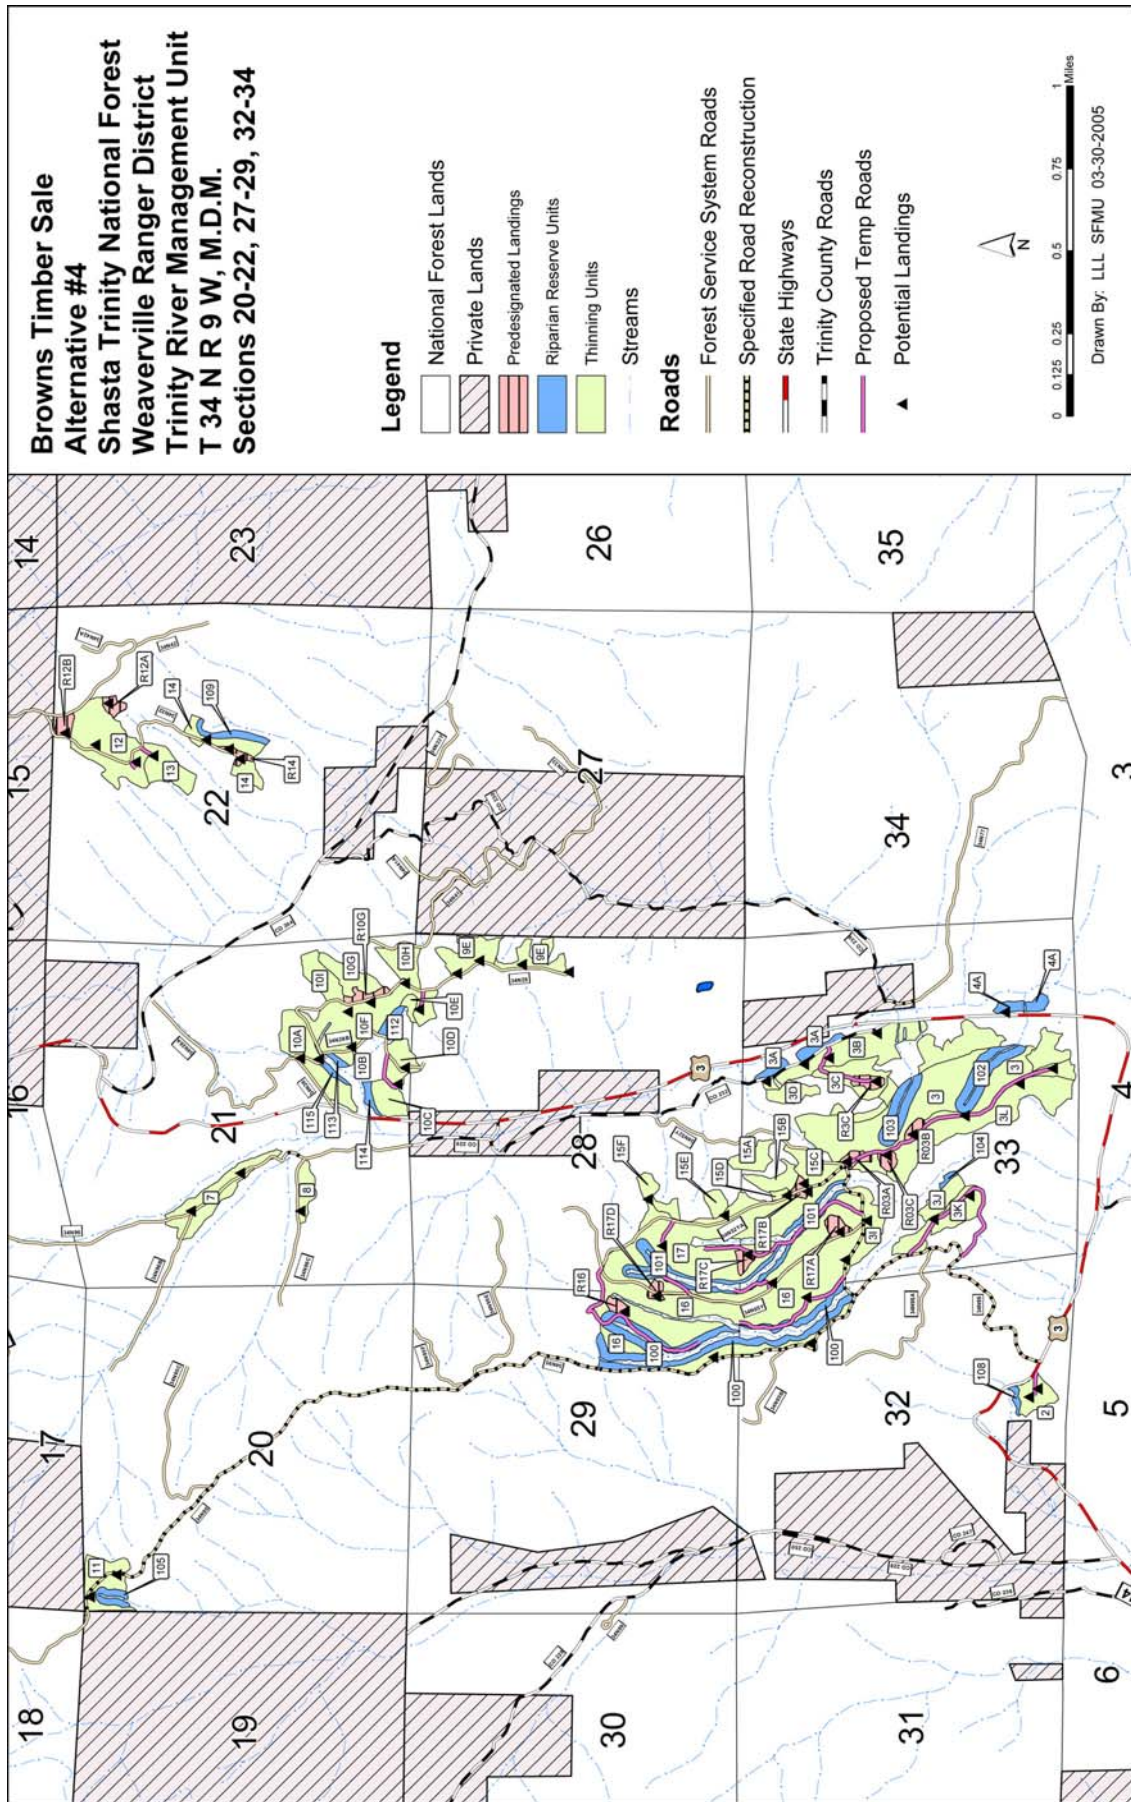 Browns Timber Sale
Alternative #4
Shasta Trinity National Forest
Weaverville Ranger District
Trinity River Management Unit
T 34 N R 9 W, M.D.M.
Sections 20-22, 27-29, 32-34
Legend
National Forest Lands
Private Lands
Predesignated Landings
Riparian Reserve Units
Thinning Units
Streams
Roads
Forest Service System Roads
Specified Road Reconstruction
State Highways
Trinity County Roads
Proposed Temp Roads
Potential Landings
N
0 0.125 0.25 0.5 0.75 1
Miles
Drawn By: LLL SFMU 03-30-2005
18
17
16
15
14
19
20
21
22
23
30
29
28
27
26
31
32
33
34
35
6
5
4
3
R12B
R12A
12
13
14
109
14
R14
10I
10G
R10G
10H
9E
9E
10A
10F
10E
112
10B
10D
10C
115
113
114
7
8
11
105
15F
15E
15D
15A
15B
15C
R17D
R17B
101
101
17
R17C
R17A
R16
16
16
16
100
100
100
3I
3A
3A
3B
3C
3D
R3C
103
102
3
3
3L
R03B
R03A
R03C
104
3J
3K
4A
4A
108
2
3
3